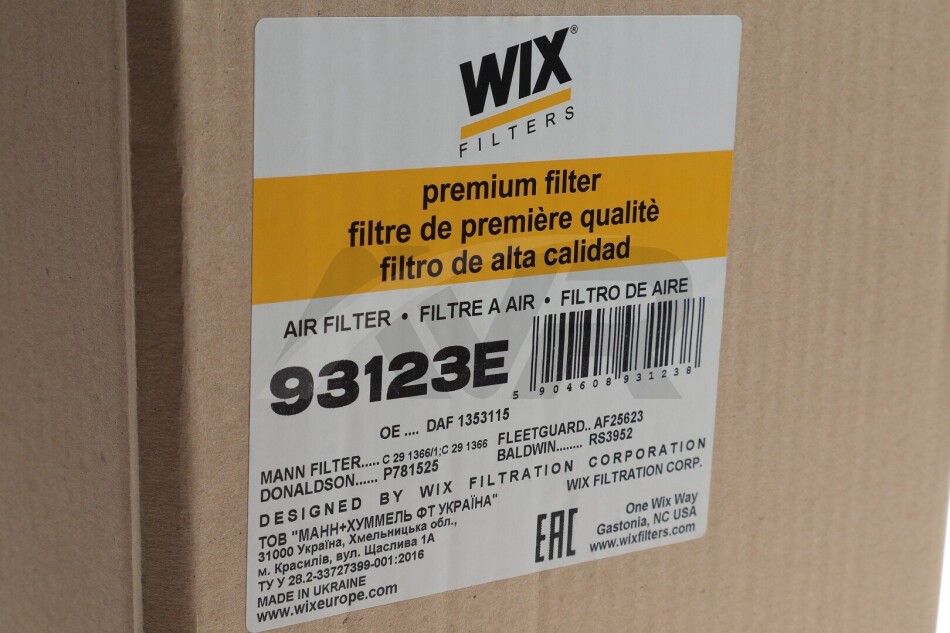 WIX®
FILTERS
premium filter
filtre de première qualitè
filtro de alta calidad
AIR FILTER • FILTRE A AIR • FILTRO DE AIRE
93123E
5 904608 931238
OE .... DAF 1353115
MANN FILTER..... C 29 1366/1;C 29 1366
FLEETGUARD.. AF25623
DONALDSON...... P781525
BALDWIN........ RS3952
DESIGNED BY WIX FILTRATION CORPORATION
WIX FILTRATION CORP.
ТОВ "МАНН+ХУММЕЛЬ ФТ УКРАЇНА"
31000 Україна, Хмельницька обл.,
м. Красилів, вул. Щаслива 1А
ТУ У 28.2-33727399-001:2016
MADE IN UKRAINE
www.wixeurope.com
EAC
One Wix Way
Gastonia, NC USA
www.wixfilters.com
AVR